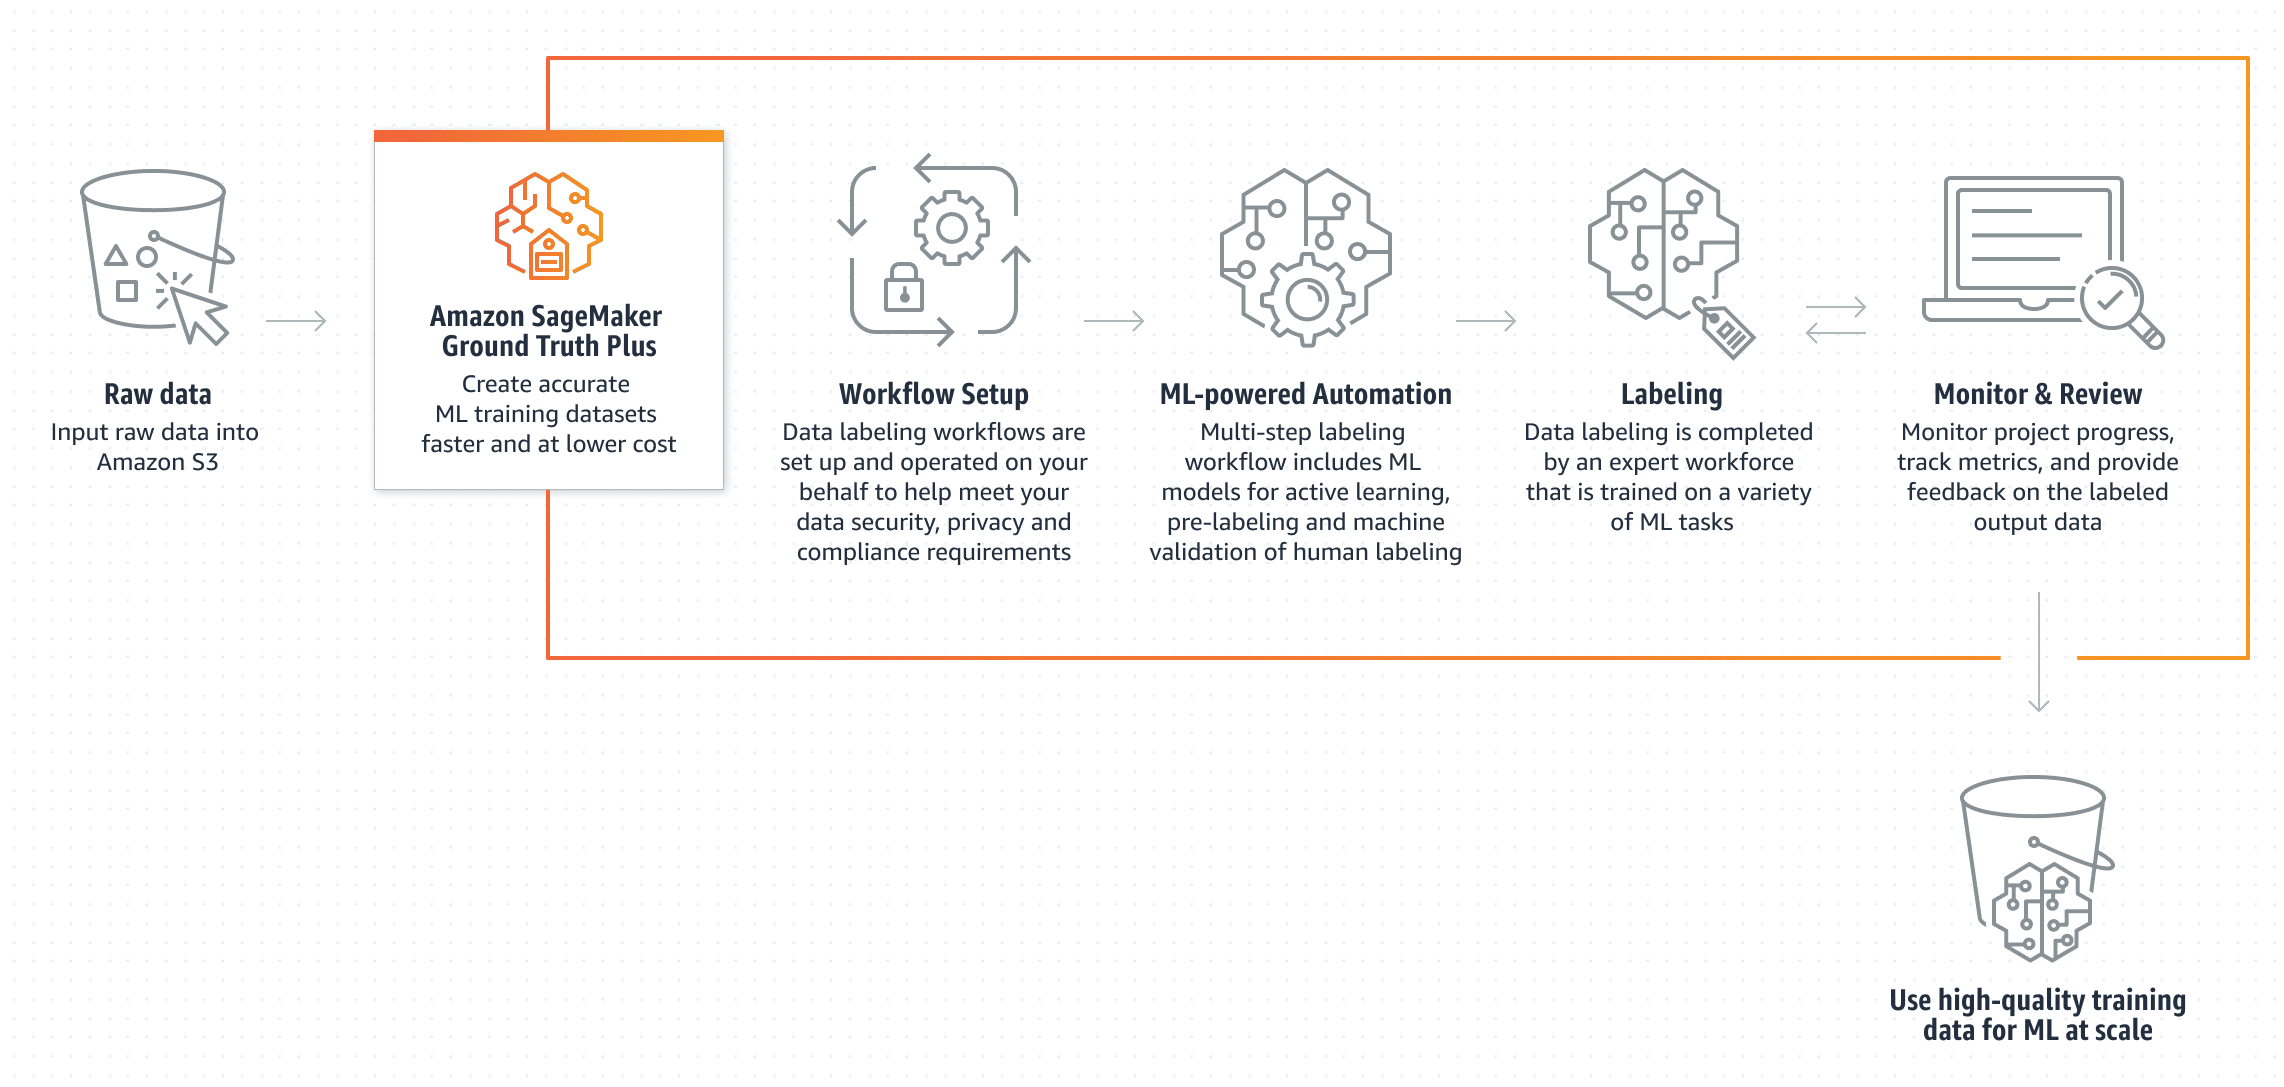 Raw data
Input raw data into
Amazon S3
Amazon SageMaker
Ground Truth Plus
Create accurate
ML training datasets
faster and at lower cost
Workflow Setup
Data labeling workflows are
set up and operated on your
behalf to help meet your
data security, privacy and
compliance requirements
ML-powered Automation
Multi-step labeling
workflow includes ML
models for active learning,
pre-labeling and machine
validation of human labeling
Labeling
Data labeling is completed
by an expert workforce
that is trained on a variety
of ML tasks
Monitor & Review
Monitor project progress,
track metrics, and provide
feedback on the labeled
output data
Use high-quality training
data for ML at scale